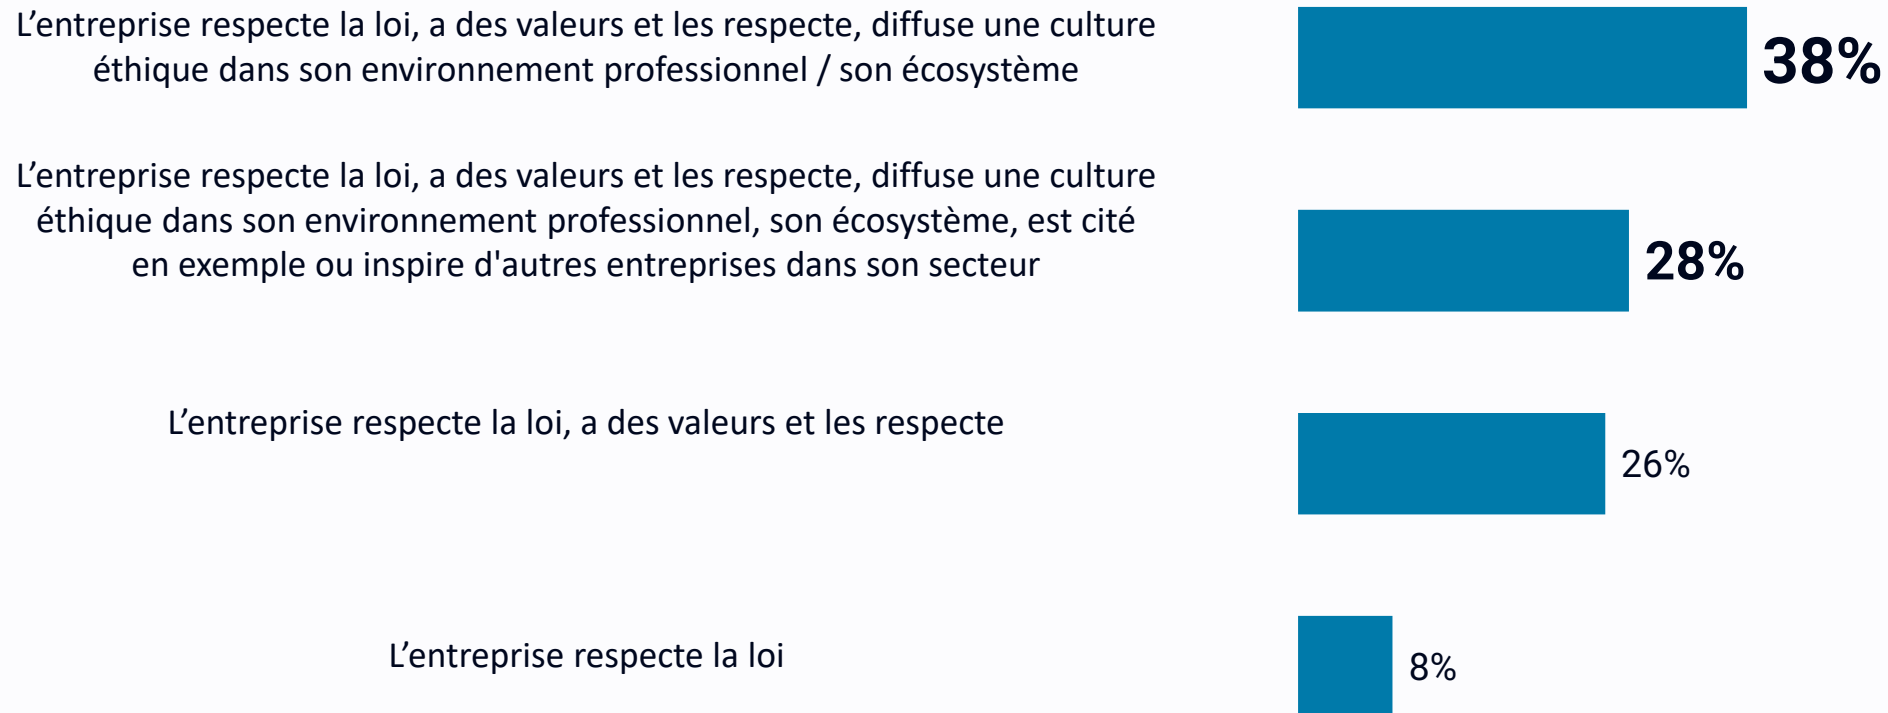 L’entreprise respecte la loi, a des valeurs et les respecte, diffuse une culture
éthique dans son environnement professionnel / son écosystème
38%
L’entreprise respecte la loi, a des valeurs et les respecte, diffuse une culture
éthique dans son environnement professionnel, son écosystème, est cité
en exemple ou inspire d'autres entreprises dans son secteur
28%
L’entreprise respecte la loi, a des valeurs et les respecte
26%
L’entreprise respecte la loi
8%